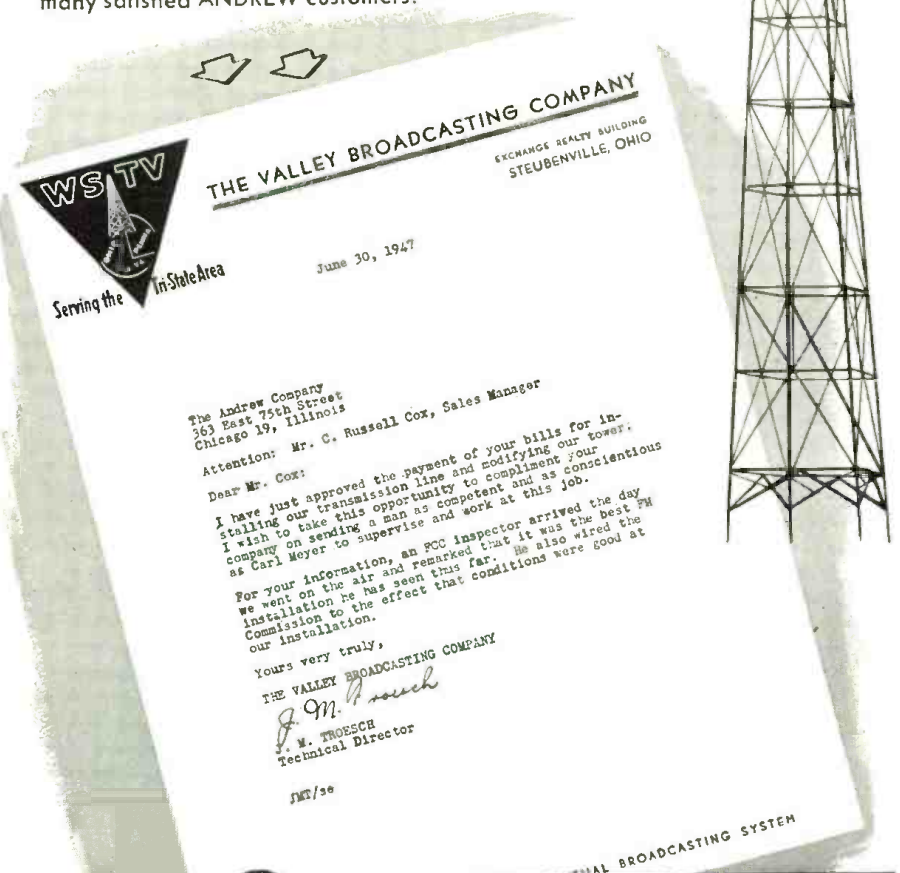 many satisfied ANDREW customers.
THE VALLEY BROADCASTING COMPANY
EXCHANGE REALTY BUILDING
STEUBENVILLE, OHIO
WSTV
Serving the Tri-State Area
June 30, 1947
The Andrew Company
363 East 75th Street
Chicago 19, Illinois
Attention: Mr. C. Russell Cox, Sales Manager
Dear Mr. Cox:
I have just approved the payment of your bills for in-
stalling our transmission line and modifying our tower.
I wish to take this opportunity to compliment your
company on sending a man as competent and as conscientious
as Carl Meyer to supervise and work at this job.
For your information, an FCC inspector arrived the day
we went on the air and remarked that it was the best FM
installation he has seen thus far. He also wired the
Commission to the effect that conditions were good at
our installation.
Yours very truly,
THE VALLEY BROADCASTING COMPANY
J. M. Troesch
J. M. TROESCH
Technical Director
JMT/se
BROADCASTING SYSTEM